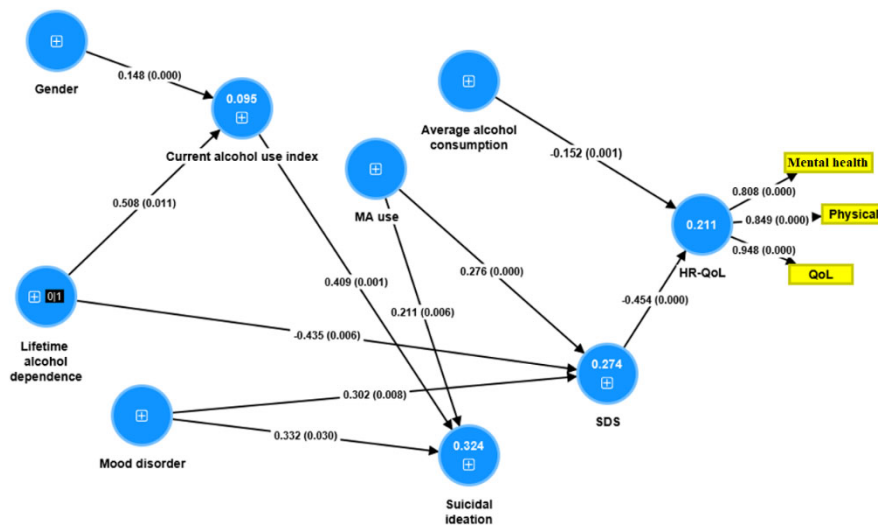 Gender
0.148 (0.000)
0.095
Current alcohol use index
Average alcohol
consumption
-0.152 (0.001)
MA use
0.508 (0.011)
0.409 (0.001)
0.211 (0.006)
0.276 (0.000)
0.211
HR-QoL
0.808 (0.000)
Mental health
0.849 (0.000)
Physical
0.948 (0.000)
QoL
-0.454 (0.000)
0|1
Lifetime
alcohol
dependence
-0.435 (0.006)
0.274
SDS
0.302 (0.008)
Mood disorder
0.332 (0.030)
0.324
Suicidal
ideation